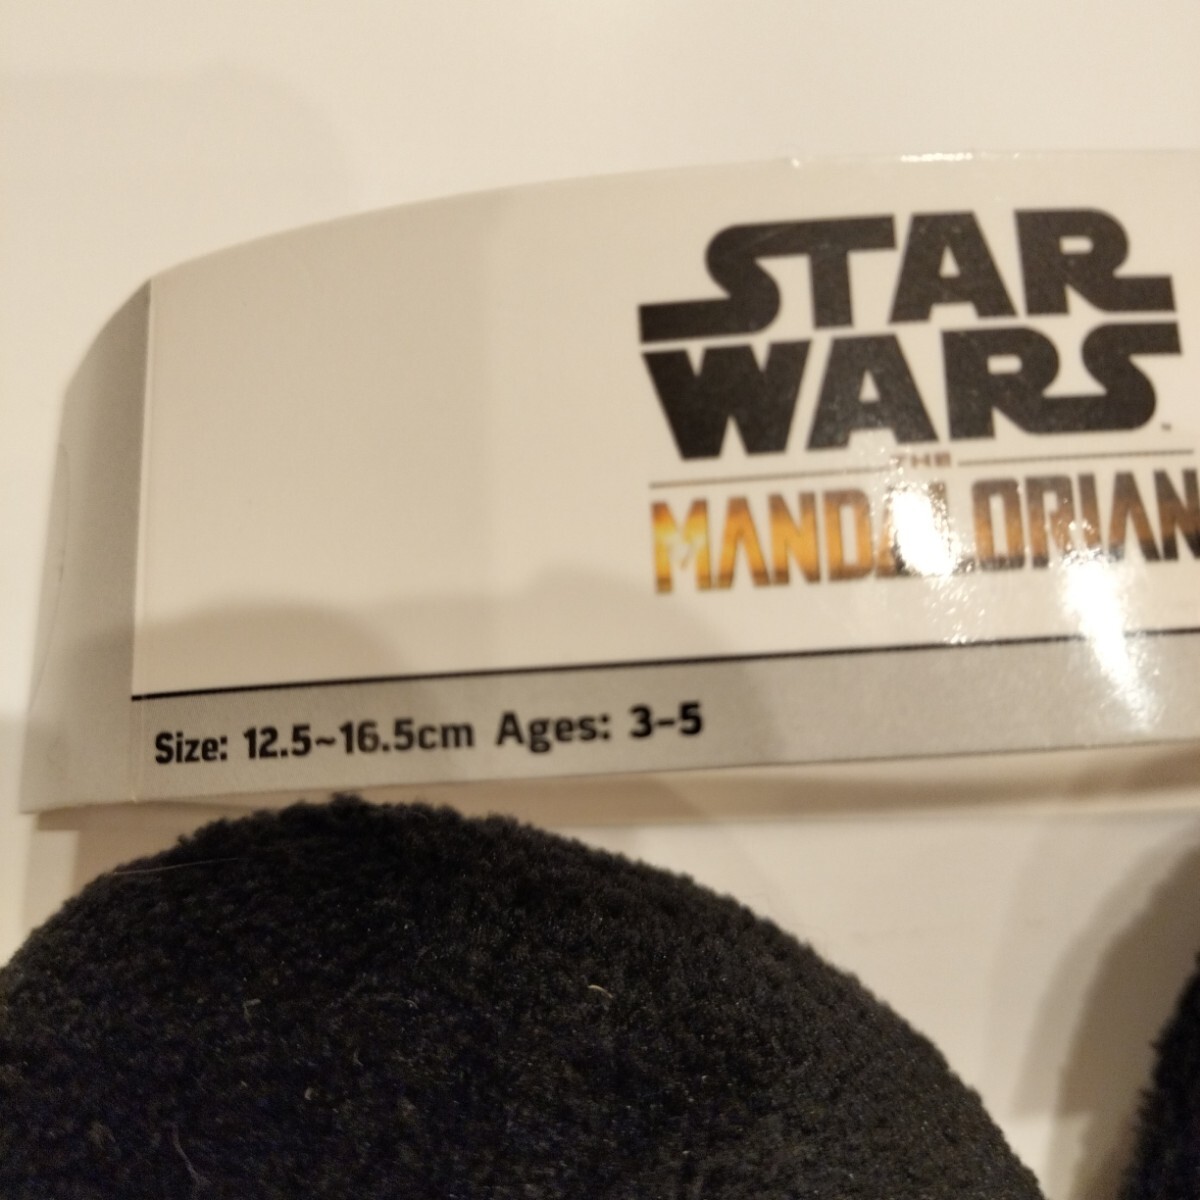 STAR
WARS
THE
MANDALORIAN
Size: 12.5~16.5cm Ages: 3-5